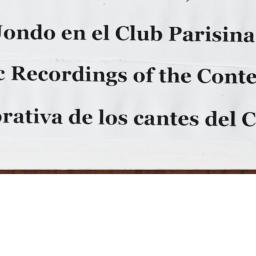 Jondo en el Club Parisina
c Recordings of the Conte
orativa de los cantes del C